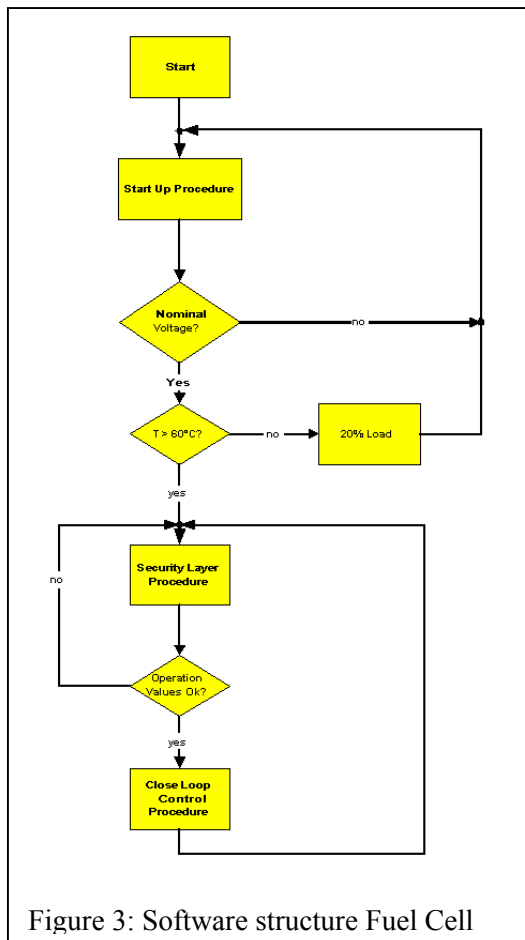 Start
Start Up Procedure
Nominal
Voltage?
no
Yes
T > 60ºC?
no
20% Load
yes
Security Layer
Procedure
no
Operation
Values Ok?
yes
Close Loop
Control
Procedure
Figure 3: Software structure Fuel Cell